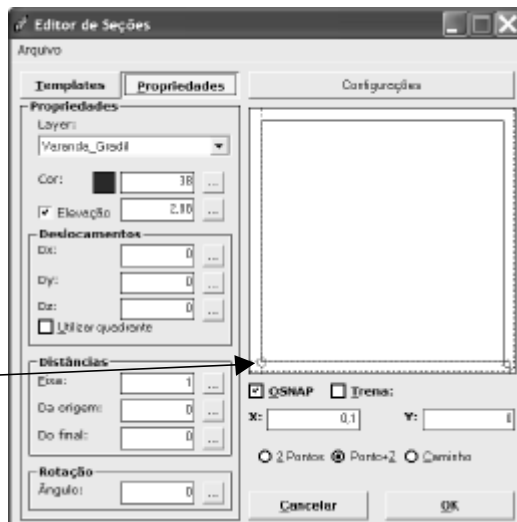 Editor de Seções
Arquivo
Templates Propriedades Configurações
Propriedades
Layer:
Varanda_Gradil
Cor: 38 ...
Elevação 2,80 ...
Deslocamentos
Dx: 0 ...
Dy: 0 ...
Dz: 0 ...
Utilizar quadrante
Distâncias
Eixo: 1 ...
Da origem: 0 ...
Do final: 0 ...
Rotação
Ângulo: 0 ...
OSNAP Trena:
X: 0,1 Y: 0
2 Pontos Ponto+Z Caminho
Cancelar OK